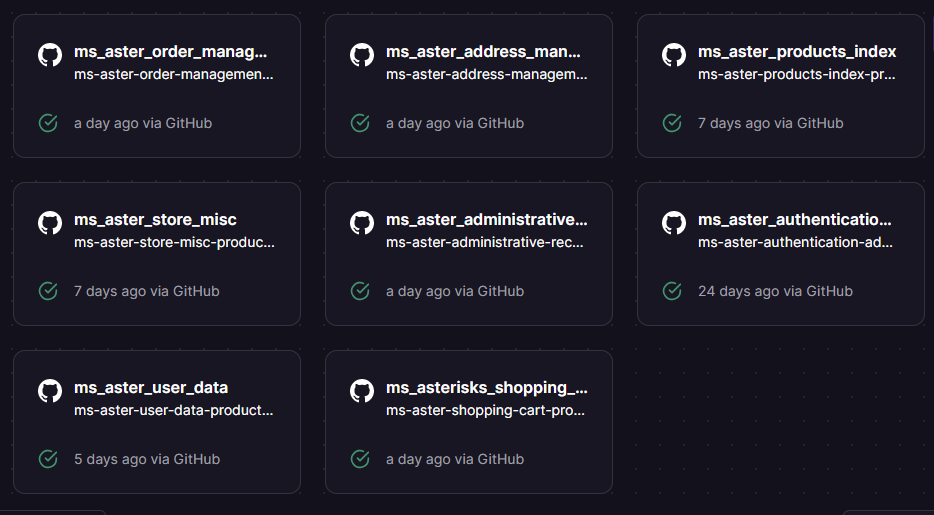 ms_aster_order_manag...
ms-aster-order-managemen...
a day ago via GitHub
ms_aster_address_man...
ms-aster-address-managem...
a day ago via GitHub
ms_aster_products_index
ms-aster-products-index-pr...
7 days ago via GitHub
ms_aster_store_misc
ms-aster-store-misc-produc...
7 days ago via GitHub
ms_aster_administrative...
ms-aster-administrative-rec...
a day ago via GitHub
ms_aster_authenticatio...
ms-aster-authentication-ad...
24 days ago via GitHub
ms_aster_user_data
ms-aster-user-data-product...
5 days ago via GitHub
ms_asterisks_shopping_...
ms-aster-shopping-cart-pro...
a day ago via GitHub